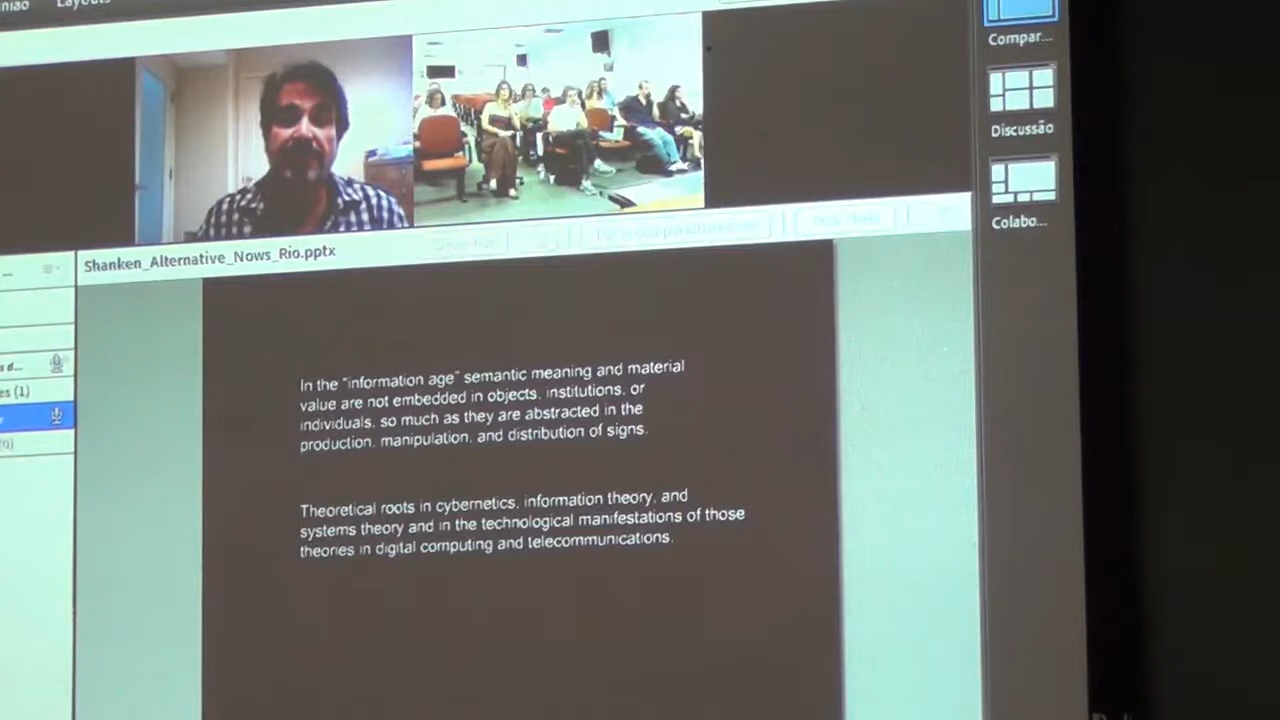 Compar...
Discussão
Colabo...
Shanken_Alternative_Nows_Rio.pptx
(1)
(0)
In the "information age" semantic meaning and material
value are not embedded in objects, institutions, or
individuals, so much as they are abstracted in the
production, manipulation, and distribution of signs.
Theoretical roots in cybernetics, information theory, and
systems theory and in the technological manifestations of those
theories in digital computing and telecommunications.